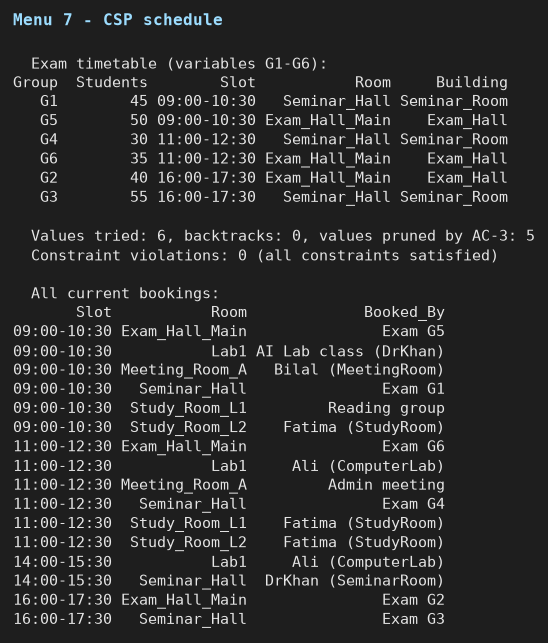 Menu 7 - CSP schedule
Exam timetable (variables G1-G6):
Group  Students        Slot           Room     Building
G1        45 09:00-10:30   Seminar_Hall Seminar_Room
G5        50 09:00-10:30 Exam_Hall_Main    Exam_Hall
G4        30 11:00-12:30   Seminar_Hall Seminar_Room
G6        35 11:00-12:30 Exam_Hall_Main    Exam_Hall
G2        40 16:00-17:30 Exam_Hall_Main    Exam_Hall
G3        55 16:00-17:30   Seminar_Hall Seminar_Room
Values tried: 6, backtracks: 0, values pruned by AC-3: 5
Constraint violations: 0 (all constraints satisfied)
All current bookings:
Slot           Room             Booked_By
09:00-10:30 Exam_Hall_Main               Exam G5
09:00-10:30           Lab1 AI Lab class (DrKhan)
09:00-10:30 Meeting_Room_A   Bilal (MeetingRoom)
09:00-10:30   Seminar_Hall               Exam G1
09:00-10:30  Study_Room_L1         Reading group
09:00-10:30  Study_Room_L2    Fatima (StudyRoom)
11:00-12:30 Exam_Hall_Main               Exam G6
11:00-12:30           Lab1     Ali (ComputerLab)
11:00-12:30 Meeting_Room_A         Admin meeting
11:00-12:30   Seminar_Hall               Exam G4
11:00-12:30  Study_Room_L1    Fatima (StudyRoom)
11:00-12:30  Study_Room_L2    Fatima (StudyRoom)
14:00-15:30           Lab1     Ali (ComputerLab)
14:00-15:30   Seminar_Hall  DrKhan (SeminarRoom)
16:00-17:30 Exam_Hall_Main               Exam G2
16:00-17:30   Seminar_Hall               Exam G3